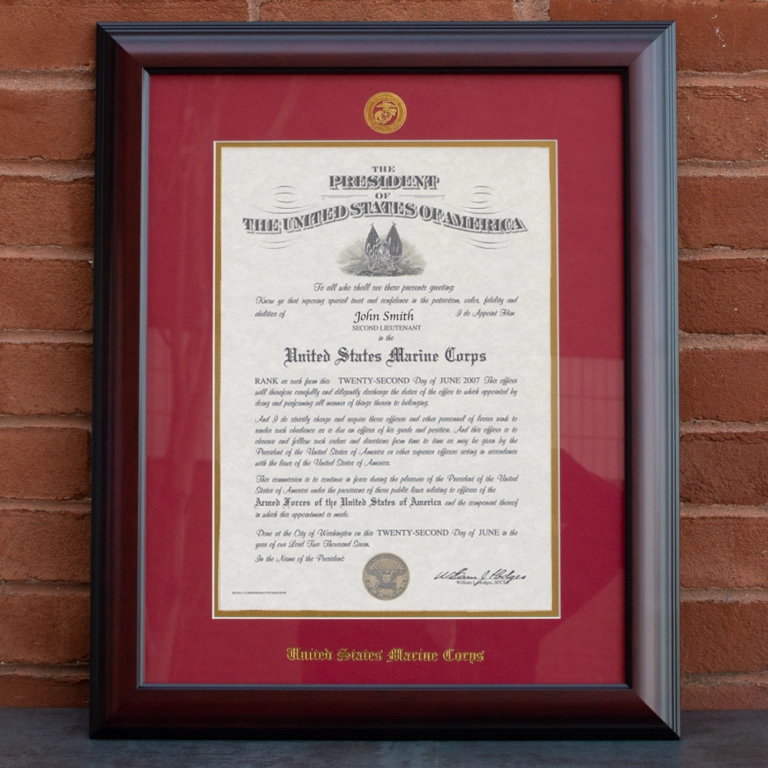 THE
PRESIDENT
OF
THE UNITED STATES OF AMERICA
To all who shall see these presents greeting:
Know ye that reposing special trust and confidence in the patriotism, valor, fidelity and
abilities of John Smith I do Appoint Him
SECOND LIEUTENANT
in the
United States Marine Corps
RANK as such from this TWENTY-SECOND Day of JUNE 2007 This officer
will therefore carefully and diligently discharge the duties of the office to which appointed by
doing and performing all manner of things thereto belonging.
And I do strictly charge and require those officers and other personnel of lesser rank to
render such obedience as is due an officer of his grade and position. And this officer is to
observe and follow such orders and directions from time to time as may be given by the
President of the United States of America or other superior officers acting in accordance
with the laws of the United States of America.
This commission is to continue in force during the pleasure of the President of the United
States of America under the provisions of those public laws relating to officers of the
Armed Forces of the United States of America and the component thereof
in which this appointment is made.
Done at the City of Washington on this TWENTY-SECOND Day of JUNE in the
year of our Lord Two Thousand Seven.
In the Name of the President:
William J. Hodges
William J. Hodges,
United States Marine Corps